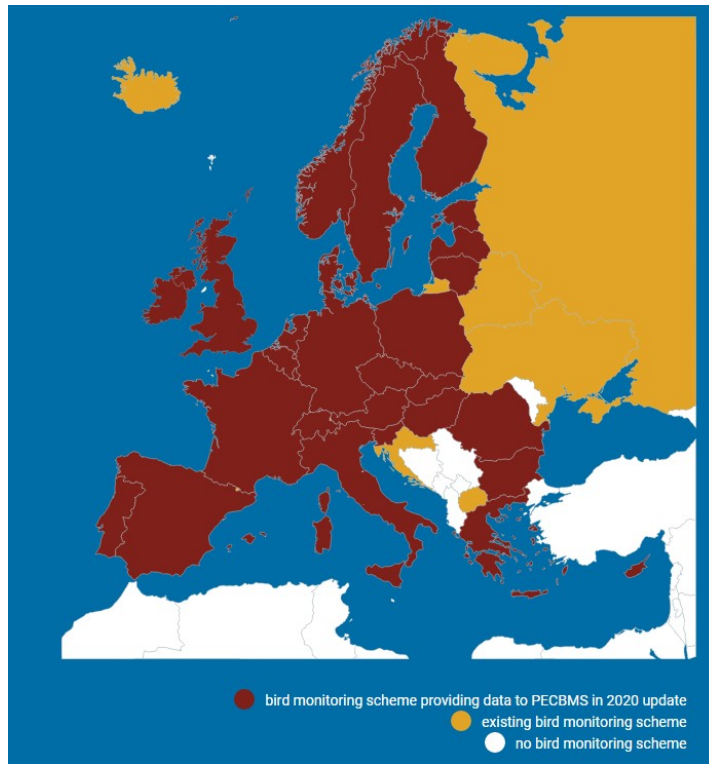 bird monitoring scheme providing data to PECBMS in 2020 update
existing bird monitoring scheme
no bird monitoring scheme